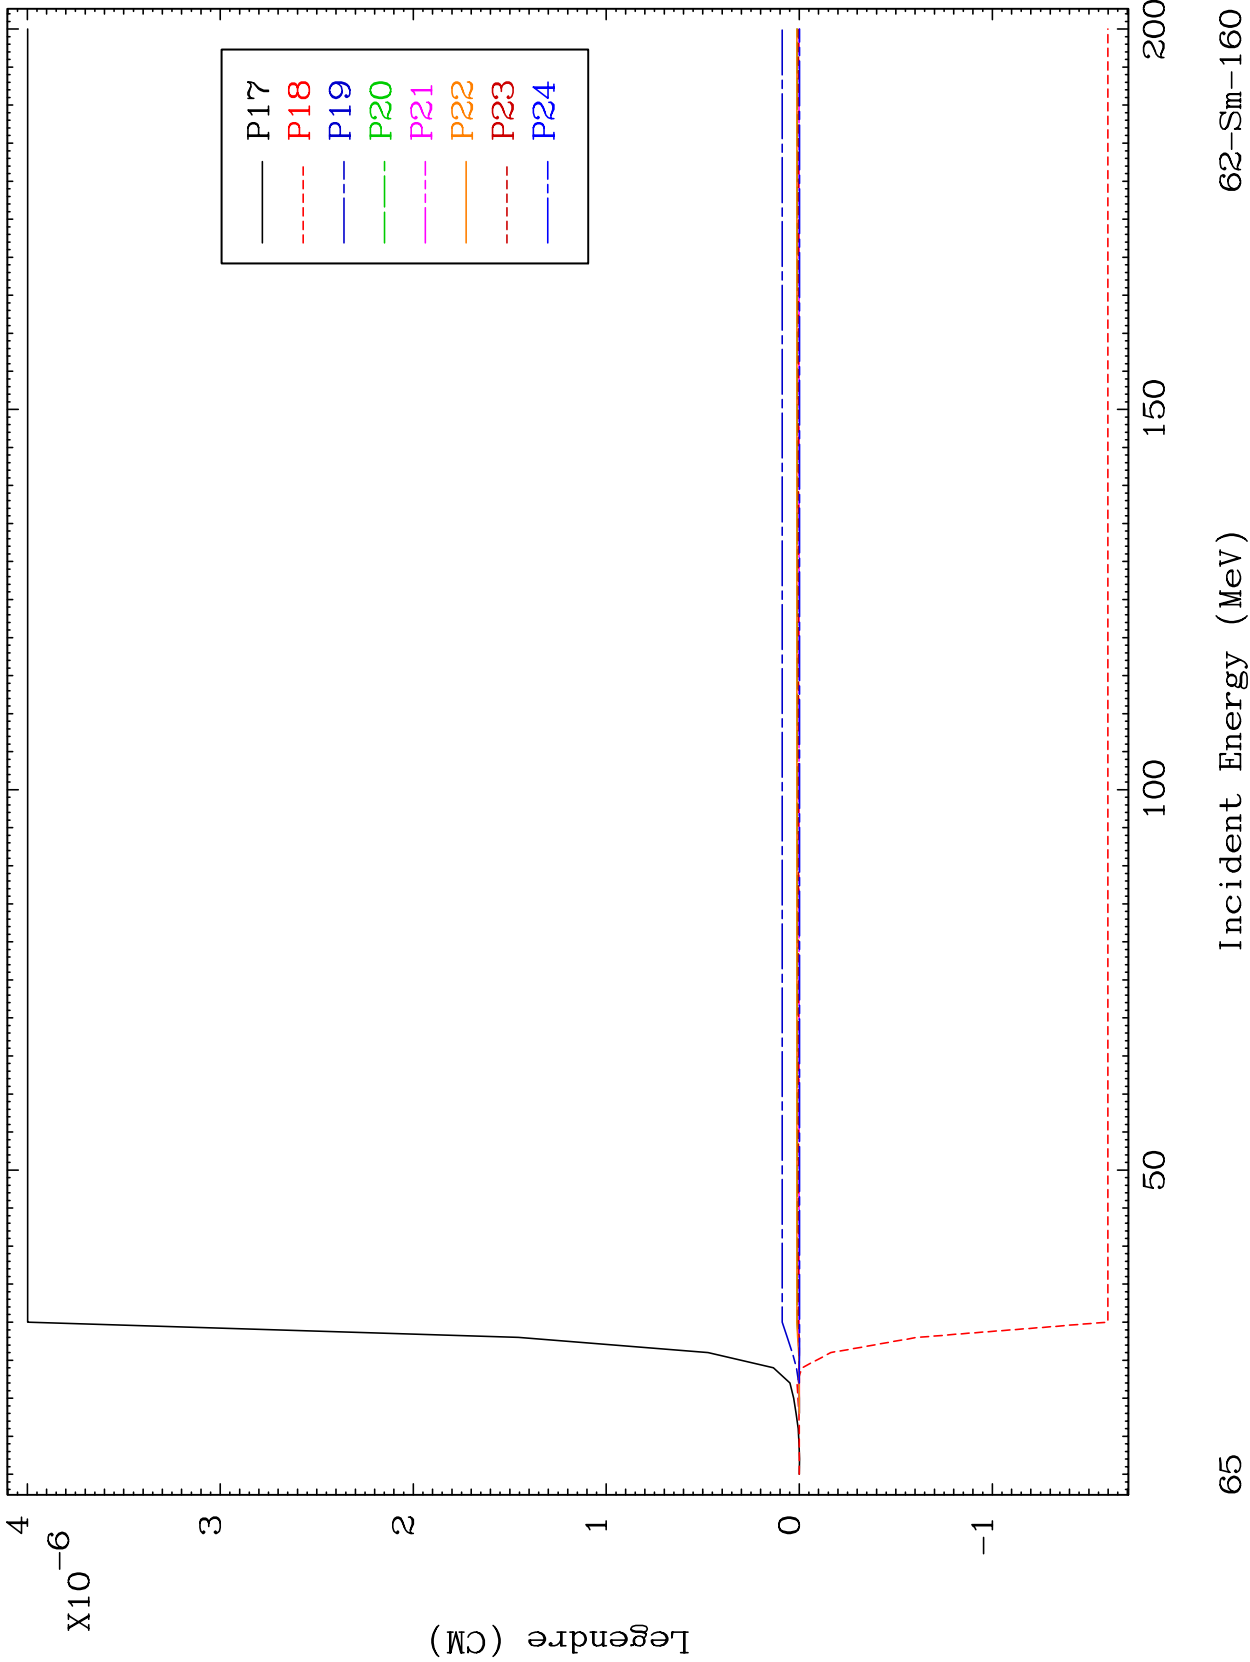 X10-6
4
3
2
1
0
-1
Legendre (CM)
P17
P18
P19
P20
P21
P22
P23
P24
50
100
150
200
65
Incident Energy (MeV)
62-Sm-160